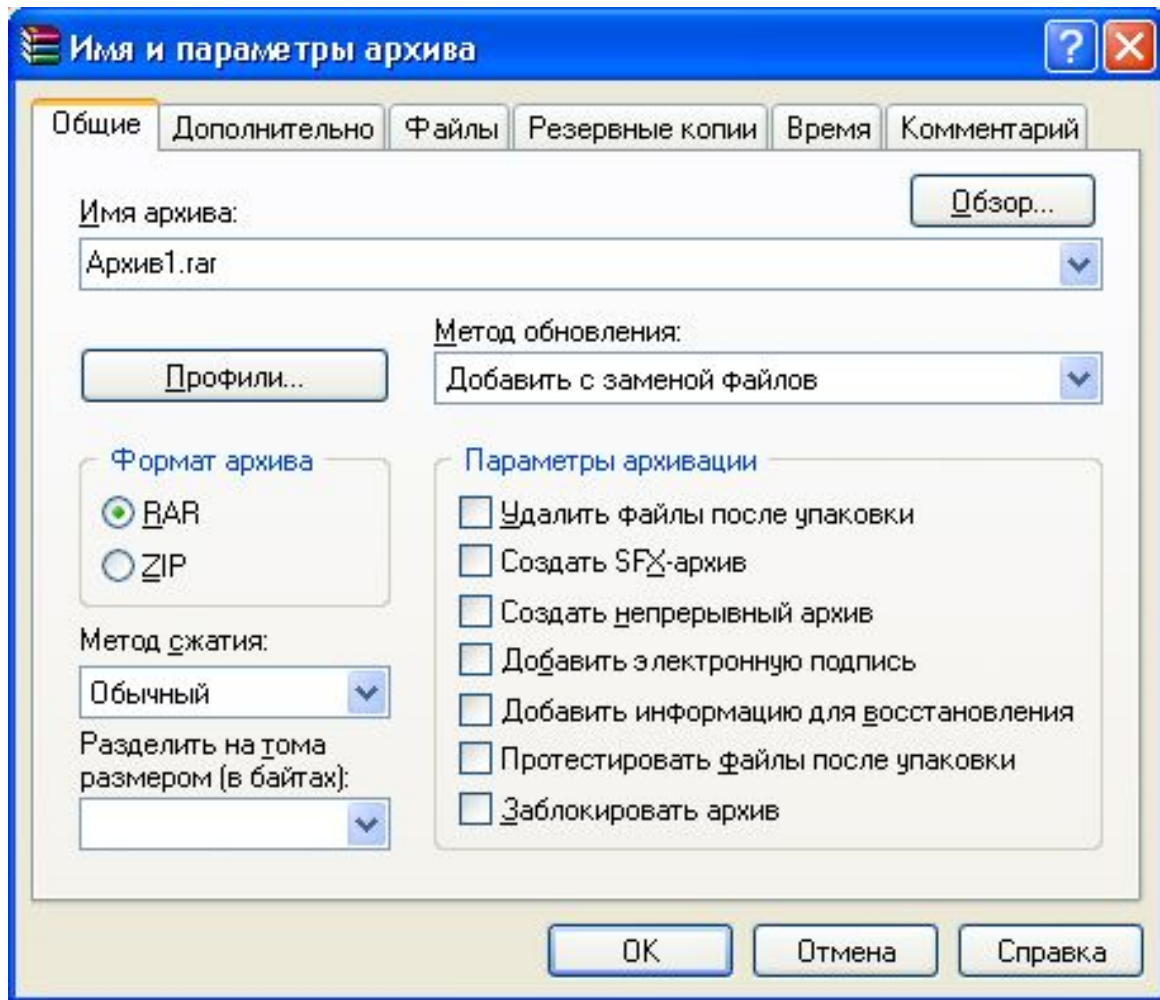 Имя и параметры архива
Общие
Дополнительно
Файлы
Резервные копии
Время
Комментарий
Имя архива:
Обзор...
Архив1.rar
Метод обновления:
Профили...
Добавить с заменой файлов
Формат архива
RAR
ZIP
Метод сжатия:
Обычный
Разделить на тома
размером (в байтах):
Параметры архивации
Удалить файлы после упаковки
Создать SFX-архив
Создать непрерывный архив
Добавить электронную подпись
Добавить информацию для восстановления
Протестировать файлы после упаковки
Заблокировать архив
OK
Отмена
Справка